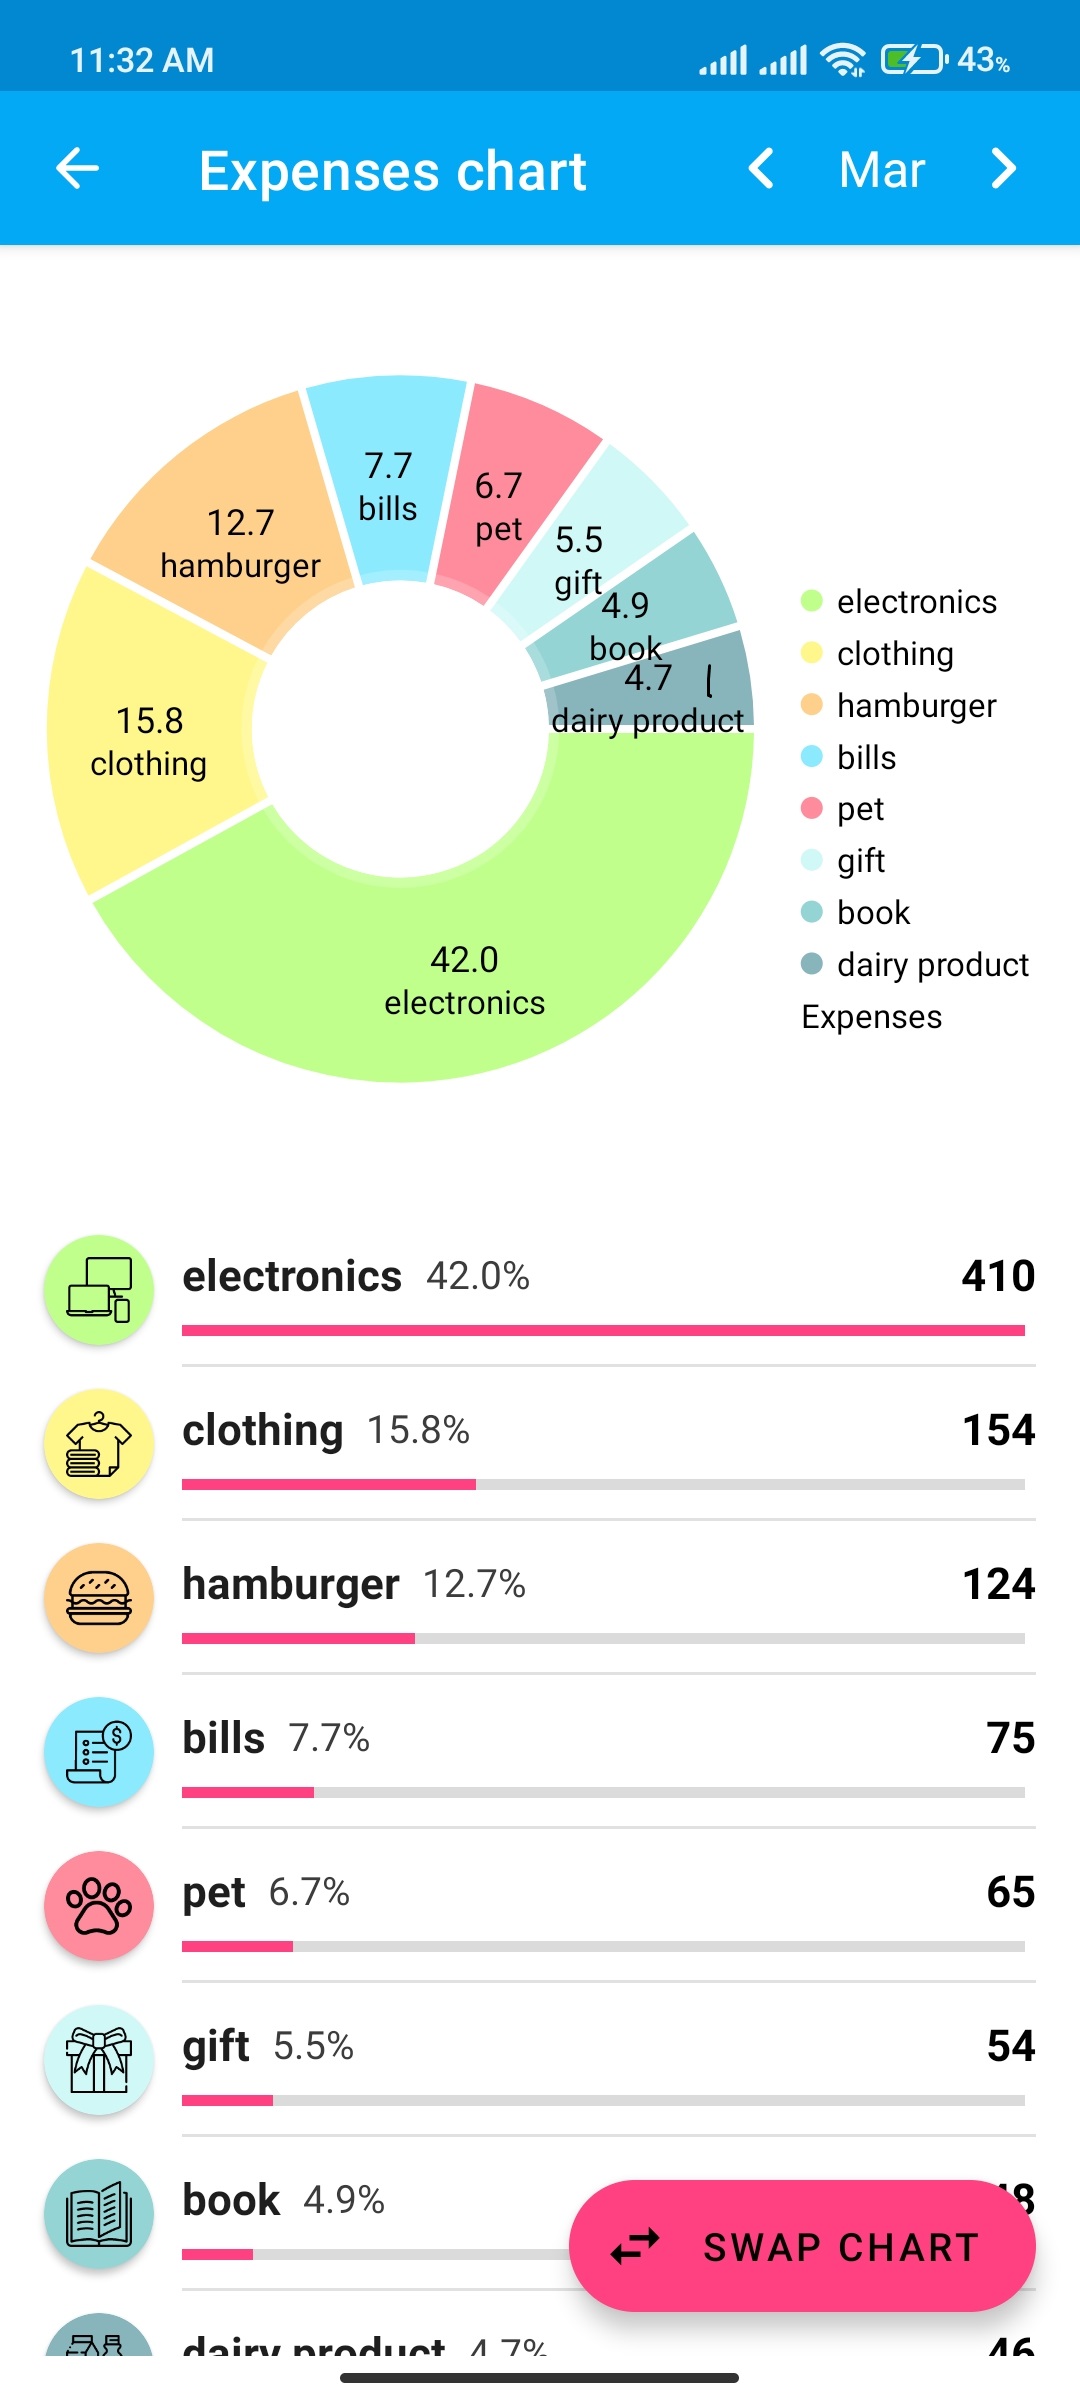 11:32 AM 43%
Expenses chart Mar
7.7
bills
6.7
pet
12.7
hamburger
5.5
gift
4.9
book
4.7
dairy product
15.8
clothing
42.0
electronics
electronics
clothing
hamburger
bills
pet
gift
book
dairy product
Expenses
electronics 42.0% 410
clothing 15.8% 154
hamburger 12.7% 124
bills 7.7% 75
pet 6.7% 65
gift 5.5% 54
book 4.9%
SWAP CHART
dairy product 4.7% 46